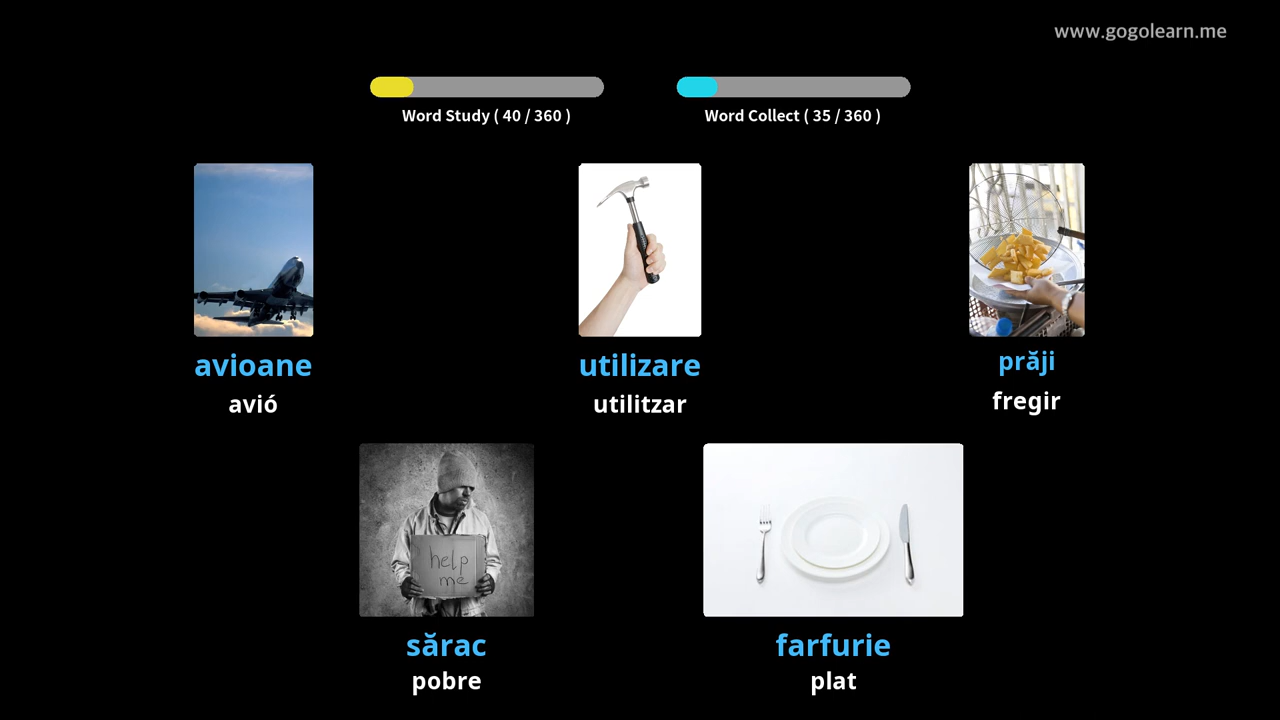 www.gogolearn.me
Word Study ( 40 / 360 )
Word Collect ( 35 / 360 )
avioane
avió
utilizare
utilitzar
prăji
fregir
help
me
sărac
pobre
farfurie
plat